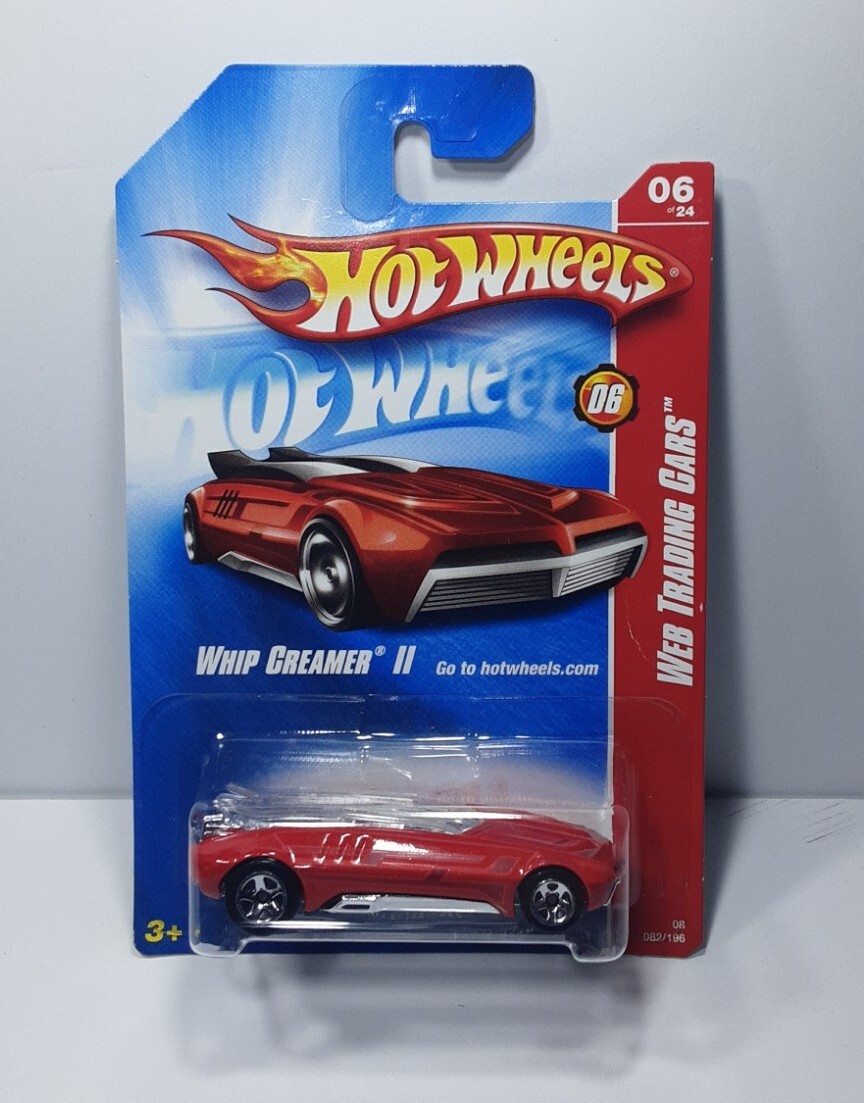 06
of 24
HOT WHEELS®
HOT WHEELS
06
WEB TRADING CARS™
WHIP CREAMER® II
Go to hotwheels.com
3+
08
082/196